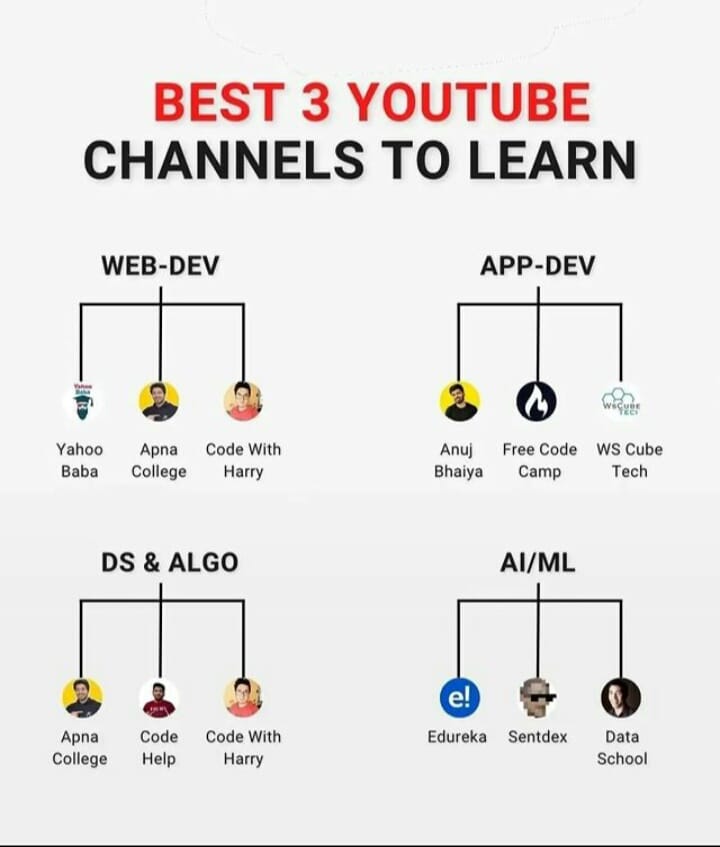 BEST 3 YOUTUBE
CHANNELS TO LEARN
WEB-DEV
Yahoo
Baba
Yahoo
Baba
Apna
College
Code With
Harry
APP-DEV
WSCUBE
TECH
Anuj
Bhaiya
Free Code
Camp
WS Cube
Tech
DS & ALGO
Apna
College
Code
Help
Code With
Harry
AI/ML
e!
Edureka
Sentdex
Data
School